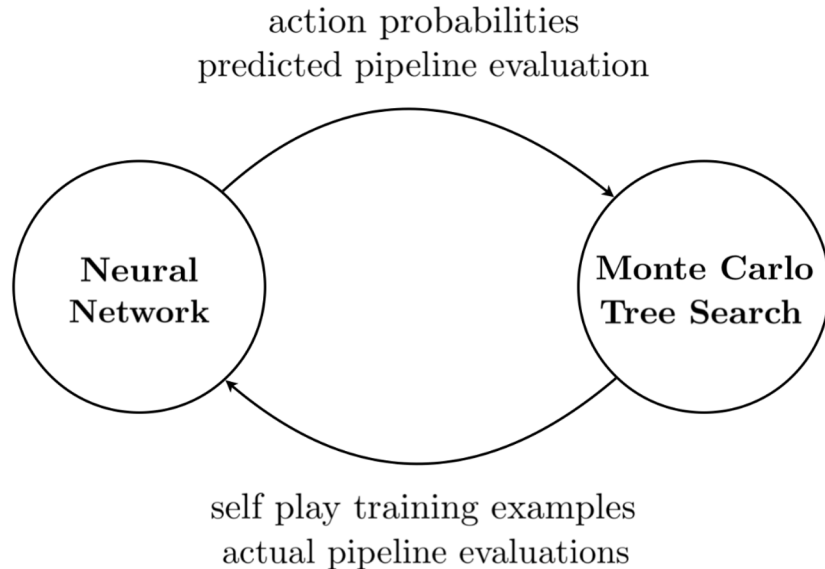 action probabilities
predicted pipeline evaluation
Neural
Network
Monte Carlo
Tree Search
self play training examples
actual pipeline evaluations